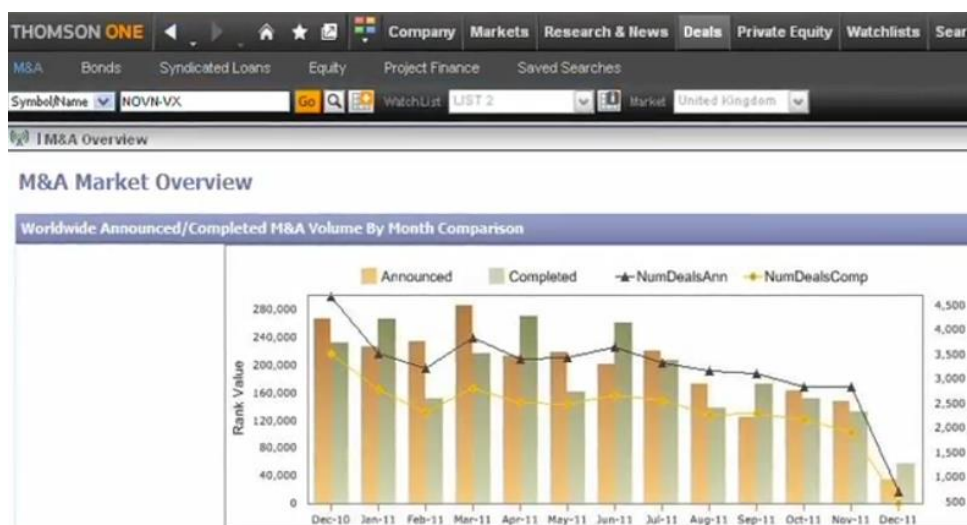 THOMSON ONE Company Markets Research & News Deals Private Equity Watchlists Sear
M&A Bonds Syndicated Loans Equity Project Finance Saved Searches
Symbol/Name NOVN-VX Go WatchList LIST 2 Market United Kingdom
M&A Overview
M&A Market Overview
Worldwide Announced/Completed M&A Volume By Month Comparison
Announced Completed NumDealsAnn NumDealsComp
280,000 4,500
240,000 4,000
200,000 3,500
160,000 3,000
120,000 2,500
80,000 2,000
40,000 1,500
0 1,000
500
Rank Value
Dec-10 Jan-11 Feb-11 Mar-11 Apr-11 May-11 Jun-11 Jul-11 Aug-11 Sep-11 Oct-11 Nov-11 Dec-11